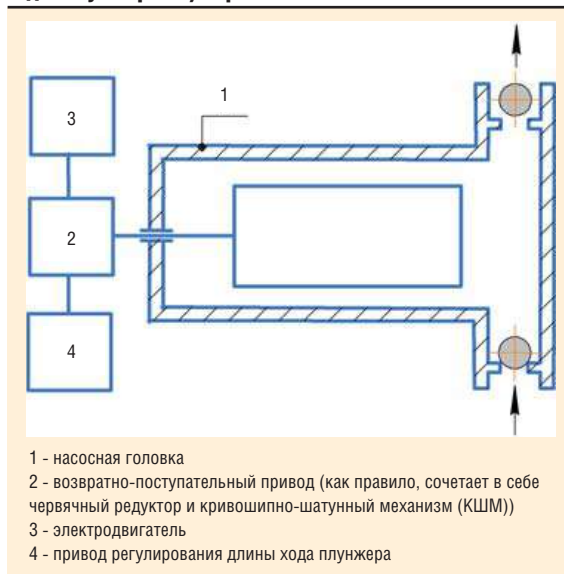 3
1
2
4
1 - насосная головка
2 - возвратно-поступательный привод (как правило, сочетает в себе
червячный редуктор и кривошипно-шатунный механизм (КШМ))
3 - электродвигатель
4 - привод регулирования длины хода плунжера